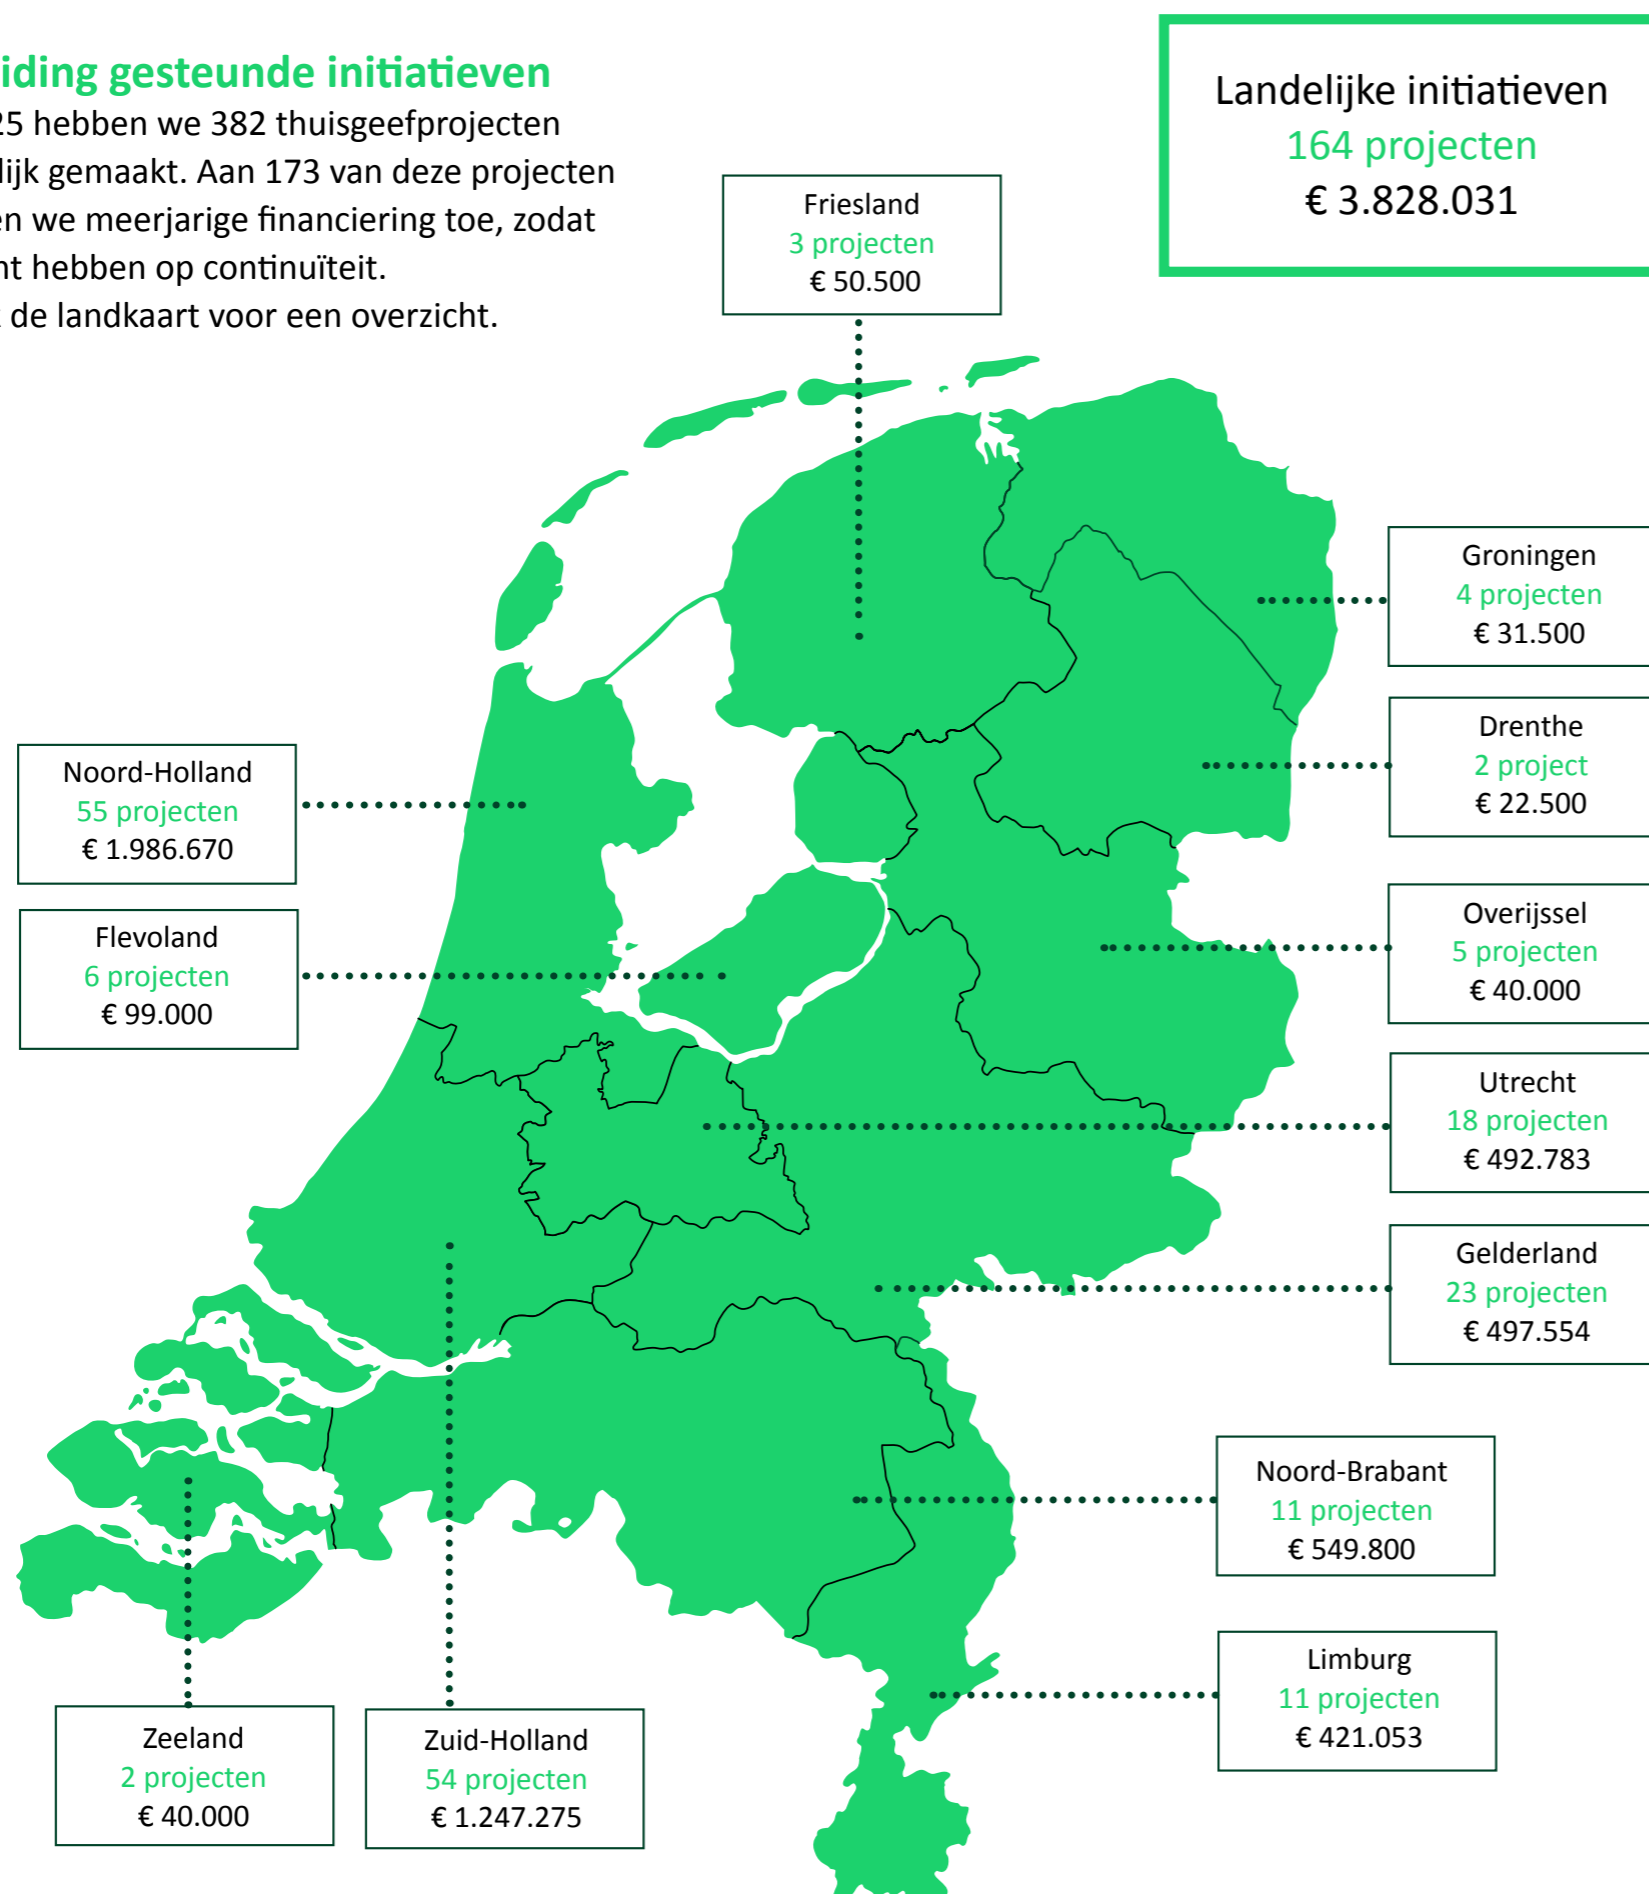 iding gesteunde initiatieven
25 hebben we 382 thuisgeefprojecten
lijk gemaakt. Aan 173 van deze projecten
en we meerjarige financiering toe, zodat
nt hebben op continuïteit.
de landkaart voor een overzicht.
Landelijke initiatieven
164 projecten
€ 3.828.031
Friesland
3 projecten
€ 50.500
Groningen
4 projecten
€ 31.500
Drenthe
2 project
€ 22.500
Noord-Holland
55 projecten
€ 1.986.670
Overijssel
5 projecten
€ 40.000
Flevoland
6 projecten
€ 99.000
Utrecht
18 projecten
€ 492.783
Gelderland
23 projecten
€ 497.554
Noord-Brabant
11 projecten
€ 549.800
Limburg
11 projecten
€ 421.053
Zeeland
2 projecten
€ 40.000
Zuid-Holland
54 projecten
€ 1.247.275